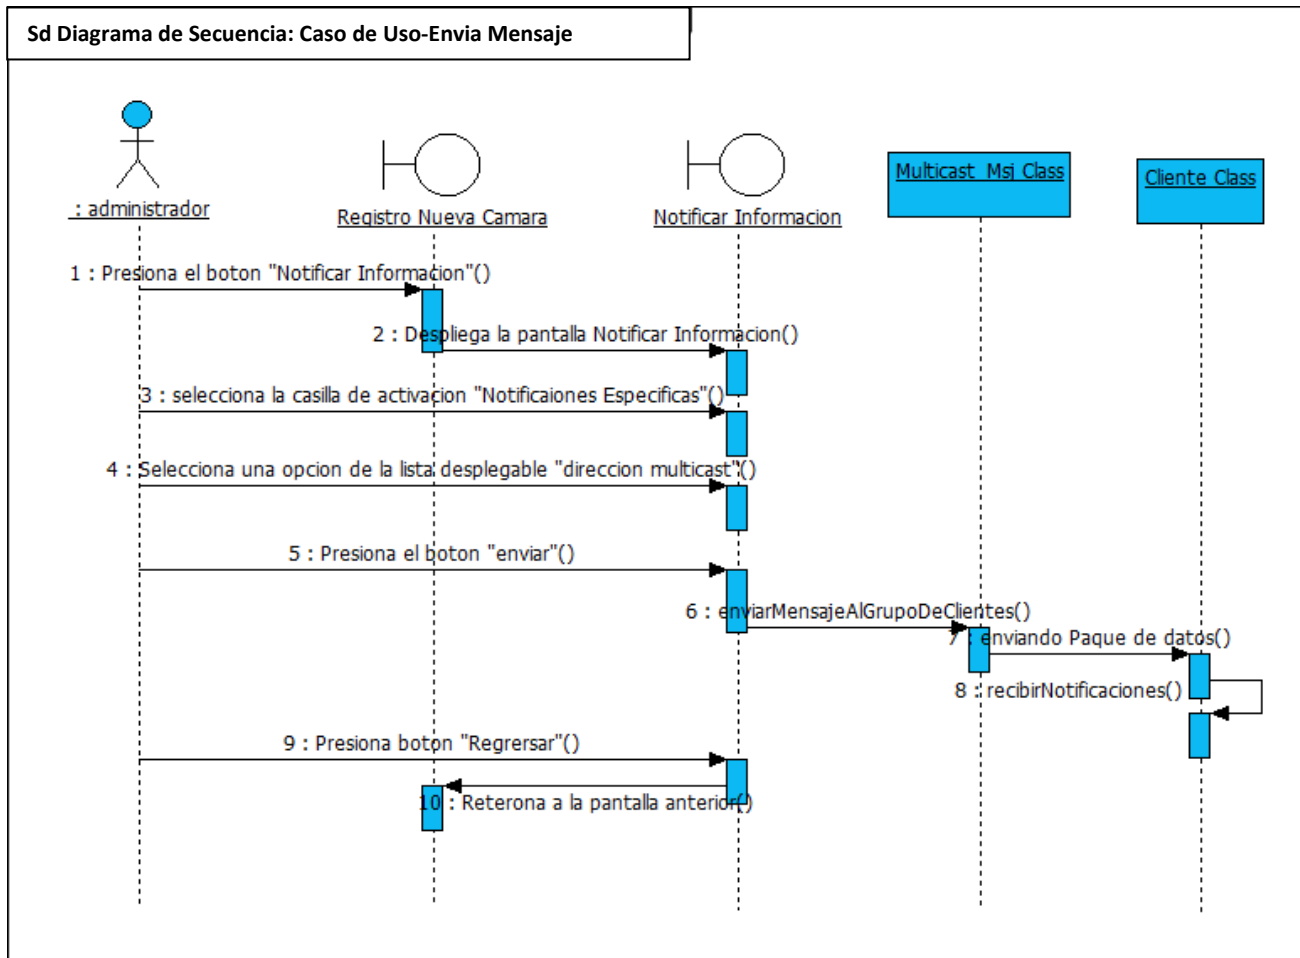 Sd Diagrama de Secuencia: Caso de Uso-Envia Mensaje
: administrador
Registro Nueva Camara
Notificar Informacion
Multicast_Msj_Class
Cliente Class
1 : Presiona el boton "Notificar Informacion"()
2 : Despliega la pantalla Notificar Informacion()
3 : selecciona la casilla de activacion "Notificaiones Especificas"()
4 : Selecciona una opcion de la lista desplegable "direccion multicast"()
5 : Presiona el boton "enviar"()
6 : enviarMensajeAlGrupoDeClientes()
7 : enviando Paque de datos()
8 : recibirNotificaciones()
9 : Presiona boton "Regrersar"()
10 : Reterona a la pantalla anterior()